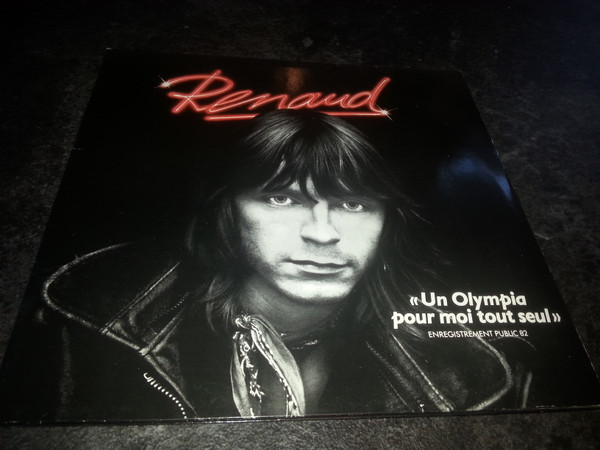 Renaud
«Un Olympia
pour moi tout seul»
ENREGISTREMENT PUBLIC 82